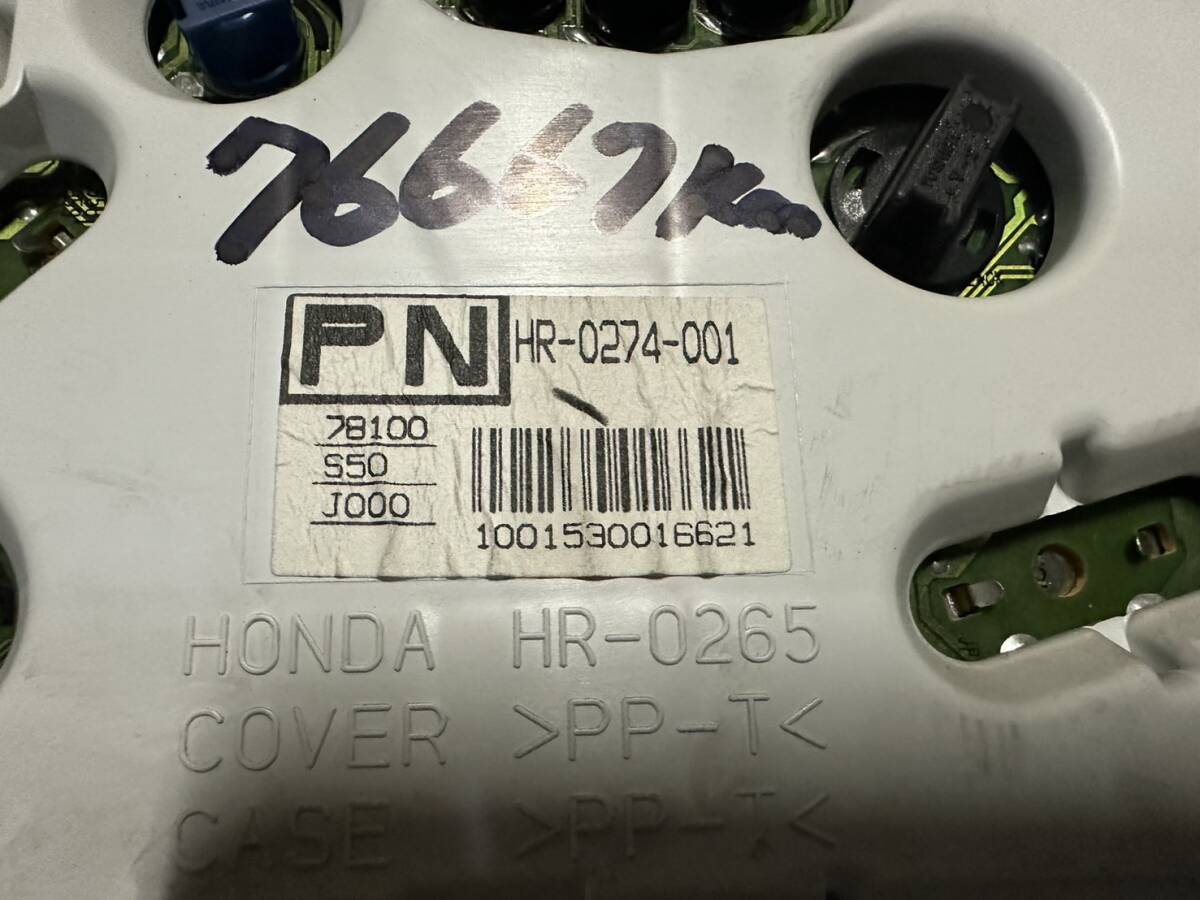 76667Km
PN HR-0274-001
78100
S50
J000
1001530016621
HONDA HR-0265
COVER >PP-T<
CASE >PP-T<